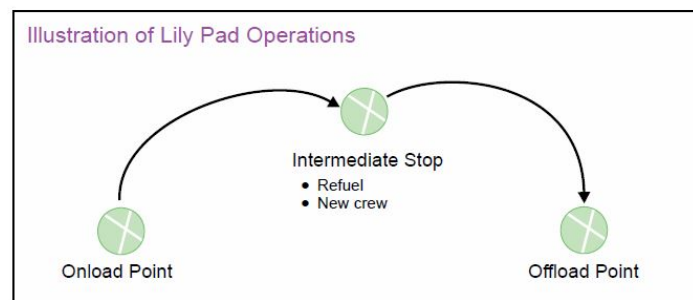 Illustration of Lily Pad Operations
Intermediate Stop
● Refuel
● New crew
Onload Point
Offload Point